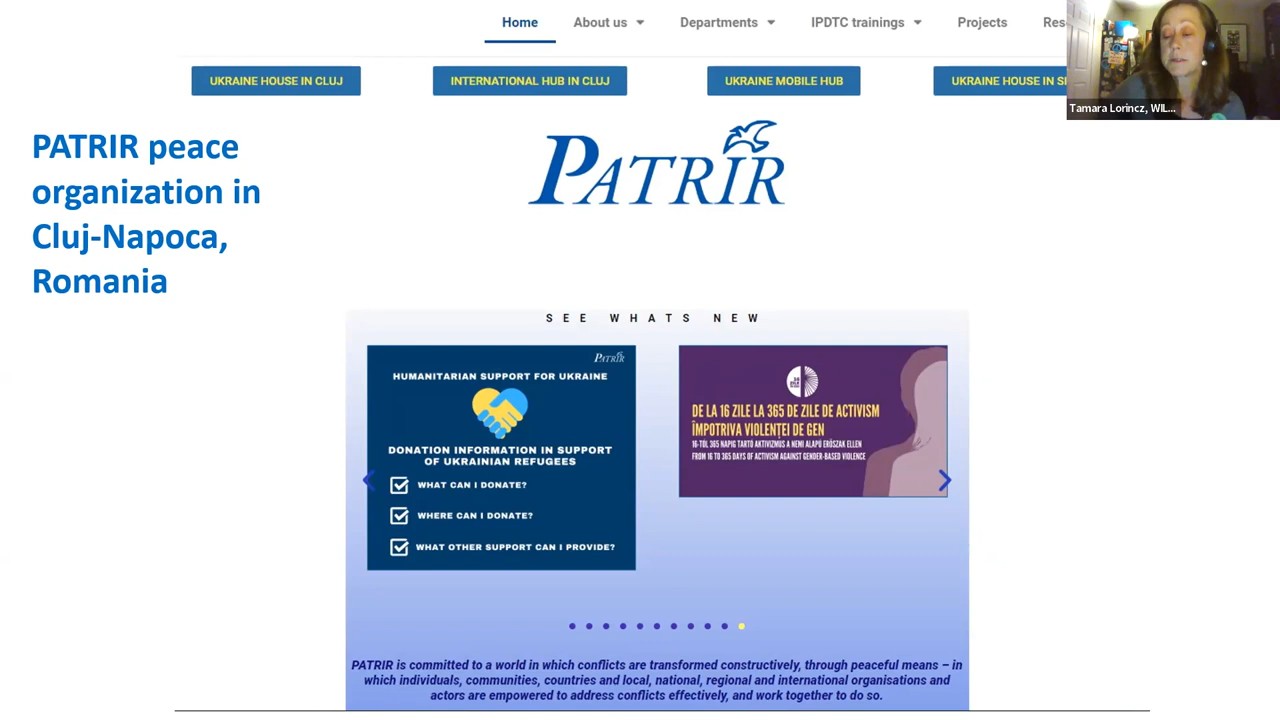 Home About us Departments IPDTC trainings Projects
UKRAINE HOUSE IN CLUJ INTERNATIONAL HUB IN CLUJ UKRAINE MOBILE HUB UKRAINE HOUSE IN
Tamara Lorincz, WIL...
PATRIR peace
organization in
Cluj-Napoca,
Romania
PATRIR
SEE WHATS NEW
PATRIR
HUMANITARIAN SUPPORT FOR UKRAINE
DONATION INFORMATION IN SUPPORT
OF UKRAINIAN REFUGEES
WHAT CAN I DONATE?
WHERE CAN I DONATE?
WHAT OTHER SUPPORT CAN I PROVIDE?
DE LA 16 ZILE LA 365 DE ZILE DE ACTIVISM
ÎMPOTRIVA VIOLENȚEI DE GEN
16-TÓL 365 NAPIG TARTÓ AKTIVIZMUS A NEMI ALAPÚ ERŐSZAK ELLEN
FROM 16 TO 365 DAYS OF ACTIVISM AGAINST GENDER-BASED VIOLENCE
PATRIR is committed to a world in which conflicts are transformed constructively, through peaceful means – in
which individuals, communities, countries and local, national, regional and international organisations and
actors are empowered to address conflicts effectively, and work together to do so.